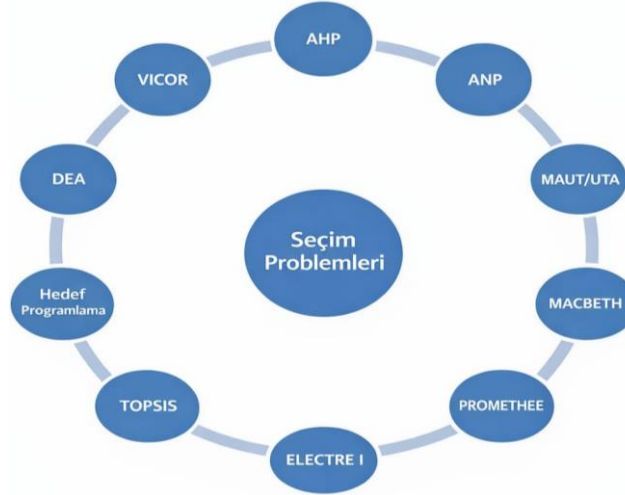 AHP
ANP
MAUT/UTA
MACBETH
PROMETHEE
ELECTRE I
TOPSIS
Hedef
Programlama
DEA
VICOR
Seçim
Problemleri